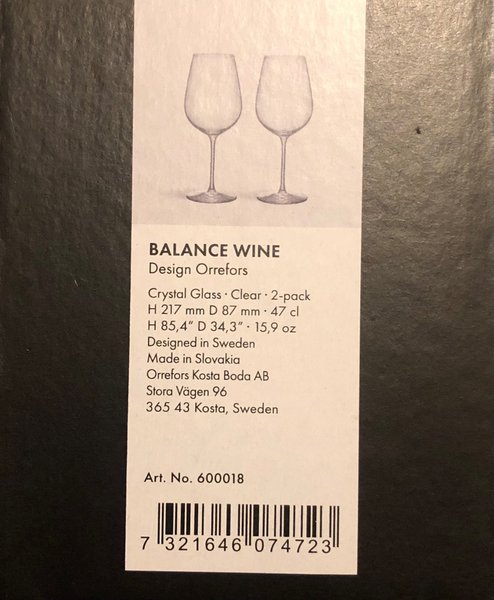 BALANCE WINE
Design Orrefors
Crystal Glass · Clear · 2-pack
H 217 mm D 87 mm · 47 cl
H 85,4" D 34,3" · 15,9 oz
Designed in Sweden
Made in Slovakia
Orrefors Kosta Boda AB
Stora Vägen 96
365 43 Kosta, Sweden
Art. No. 600018
7 321646 074723